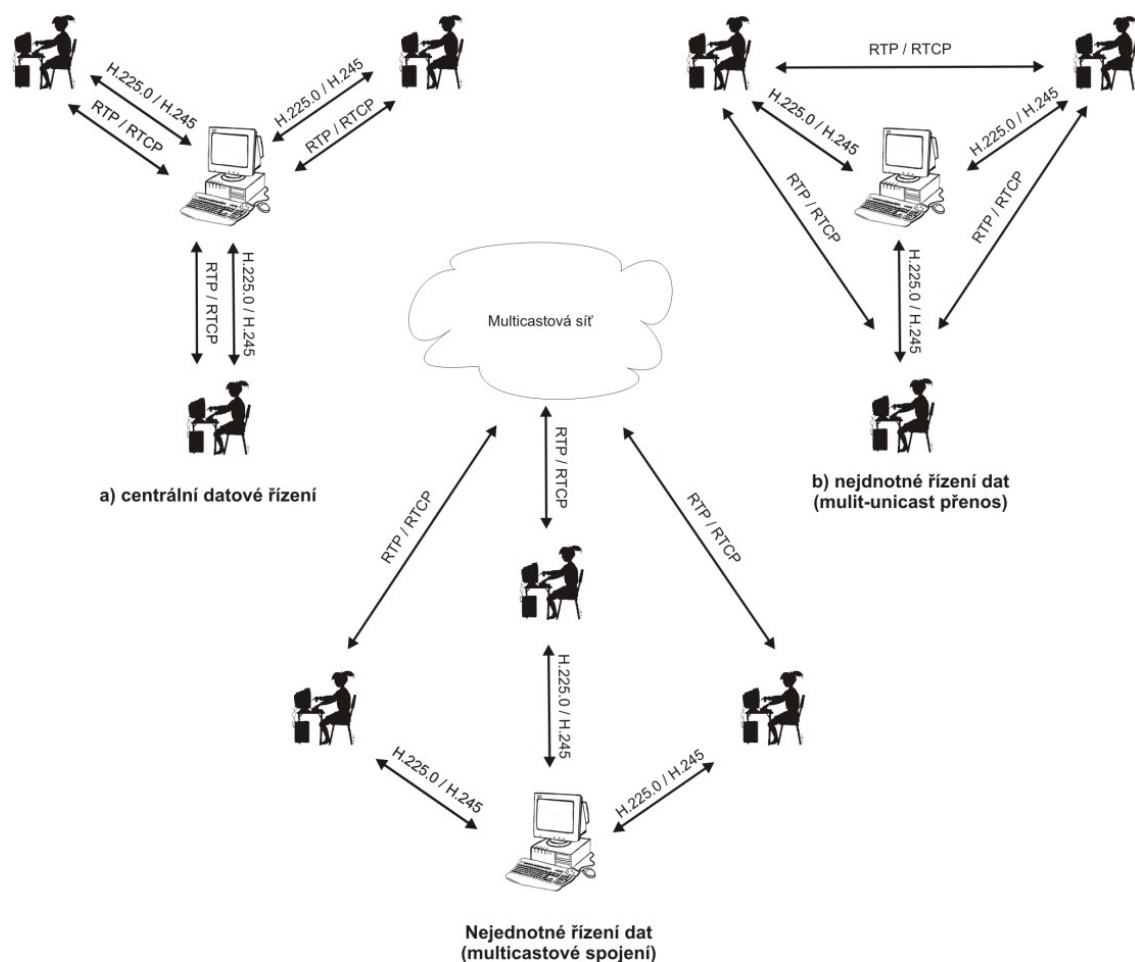 H.225.0 / H.245
RTP / RTCP
H.225.0 / H.245
RTP / RTCP
RTP / RTCP
H.225.0 / H.245
a) centrální datové řízení
RTP / RTCP
H.225.0 / H.245
H.225.0 / H.245
RTP / RTCP
RTP / RTCP
H.225.0 / H.245
b) nejdnotné řízení dat
(mulit-unicast přenos)
Multicastová síť
RTP / RTCP
RTP / RTCP
RTP / RTCP
H.225.0 / H.245
H.225.0 / H.245
H.225.0 / H.245
Nejednotné řízení dat
(multicastové spojení)